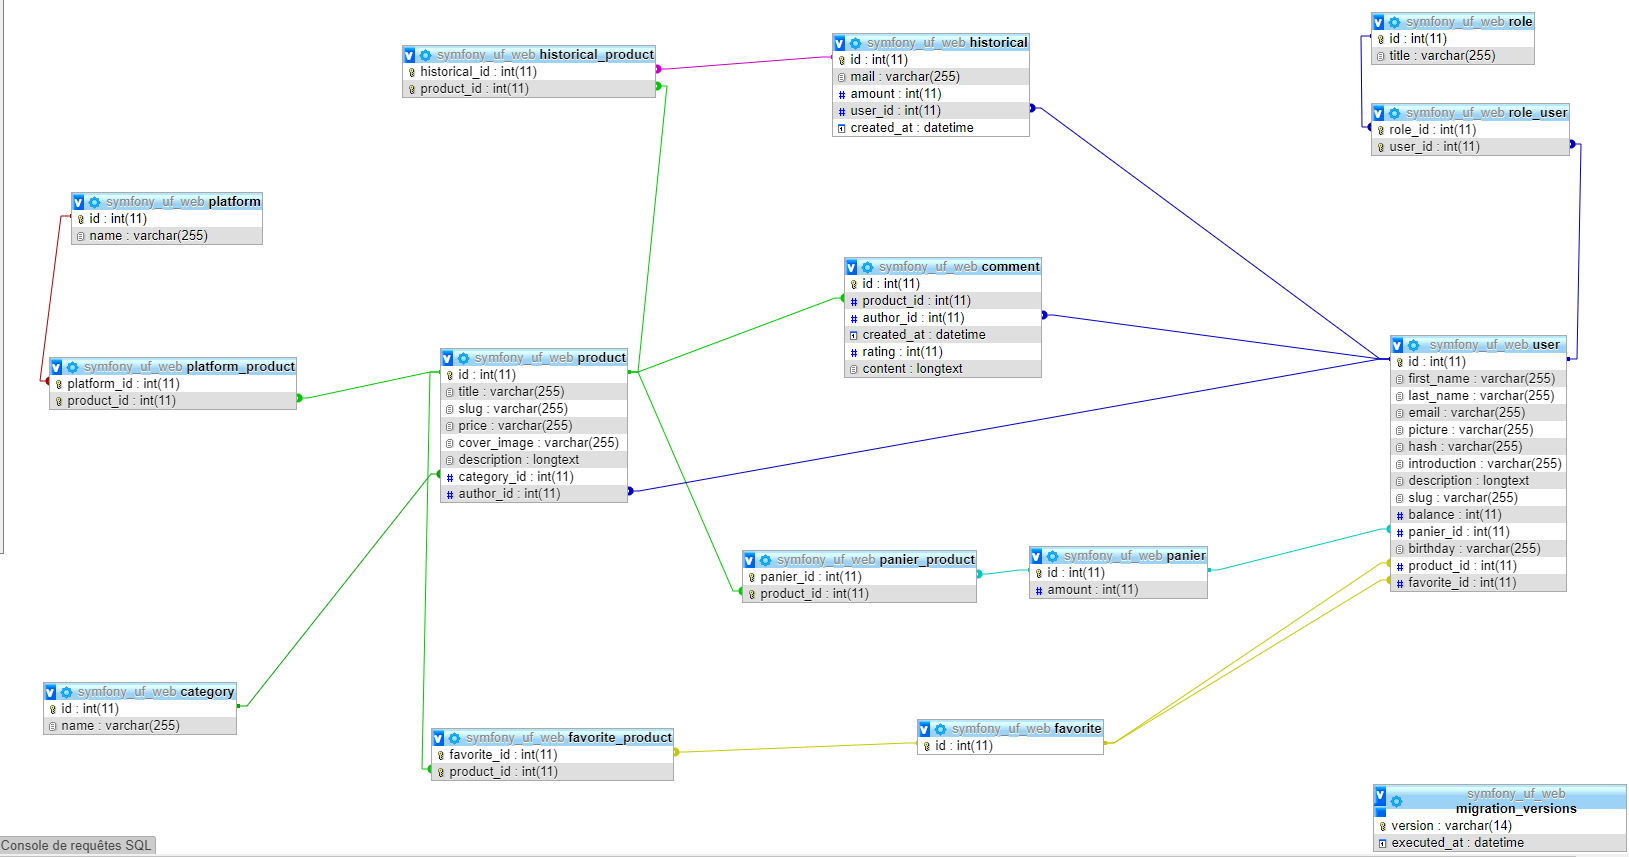 symfony_uf_web role
id : int(11)
title : varchar(255)
symfony_uf_web historical
id : int(11)
mail : varchar(255)
amount : int(11)
user_id : int(11)
created_at : datetime
symfony_uf_web historical_product
historical_id : int(11)
product_id : int(11)
symfony_uf_web role_user
role_id : int(11)
user_id : int(11)
symfony_uf_web platform
id : int(11)
name : varchar(255)
symfony_uf_web comment
id : int(11)
product_id : int(11)
author_id : int(11)
created_at : datetime
rating : int(11)
content : longtext
symfony_uf_web platform_product
platform_id : int(11)
product_id : int(11)
symfony_uf_web product
id : int(11)
title : varchar(255)
slug : varchar(255)
price : varchar(255)
cover_image : varchar(255)
description : longtext
category_id : int(11)
author_id : int(11)
symfony_uf_web user
id : int(11)
first_name : varchar(255)
last_name : varchar(255)
email : varchar(255)
picture : varchar(255)
hash : varchar(255)
introduction : varchar(255)
description : longtext
slug : varchar(255)
balance : int(11)
panier_id : int(11)
birthday : varchar(255)
product_id : int(11)
favorite_id : int(11)
symfony_uf_web panier_product
panier_id : int(11)
product_id : int(11)
symfony_uf_web panier
id : int(11)
amount : int(11)
symfony_uf_web category
id : int(11)
name : varchar(255)
symfony_uf_web favorite_product
favorite_id : int(11)
product_id : int(11)
symfony_uf_web favorite
id : int(11)
symfony_uf_web
migration_versions
version : varchar(14)
executed_at : datetime
Console de requêtes SQL